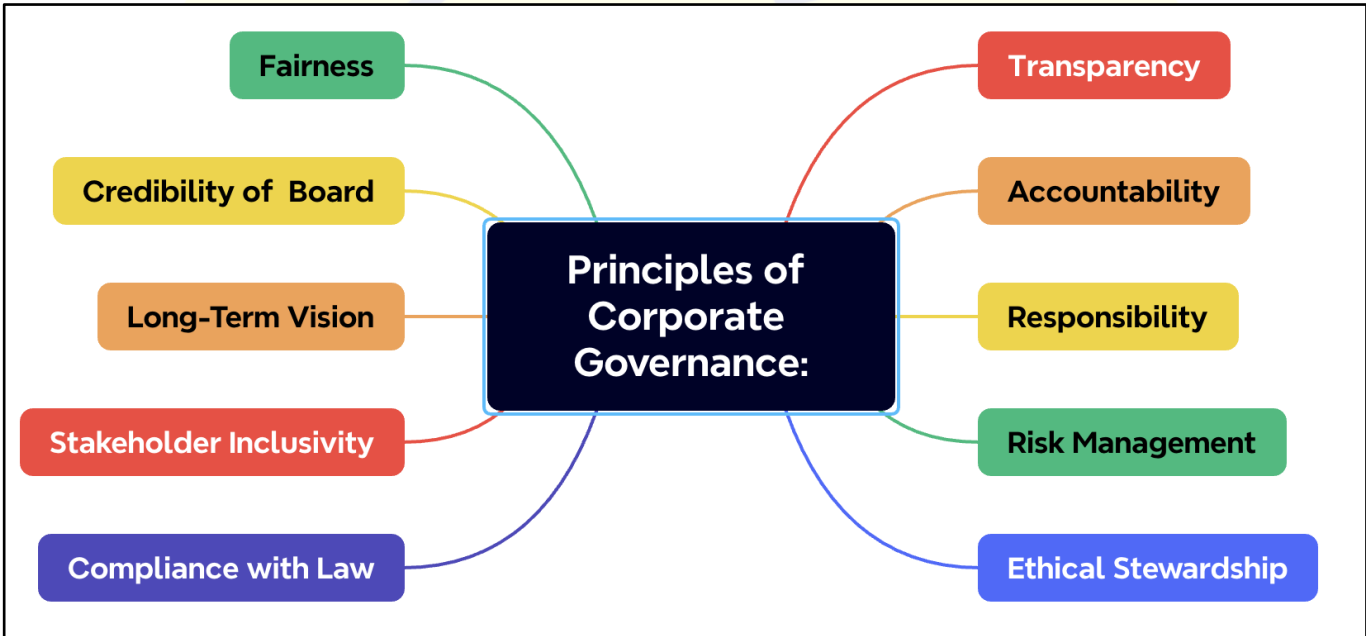 Fairness
Transparency
Credibility of  Board
Accountability
Principles of
Corporate
Governance:
Long-Term Vision
Responsibility
Stakeholder Inclusivity
Risk Management
Compliance with Law
Ethical Stewardship